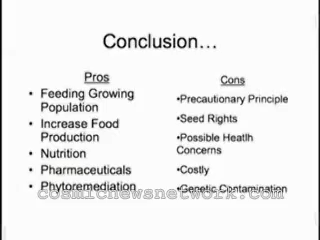 Conclusion…
Pros
• Feeding Growing
Population
• Increase Food
Production
• Nutrition
• Pharmaceuticals
• Phytoremediation
Cons
•Precautionary Principle
•Seed Rights
•Possible Heatlh
Concerns
•Costly
•Genetic Contamination
cosmicnewsnetwork.com